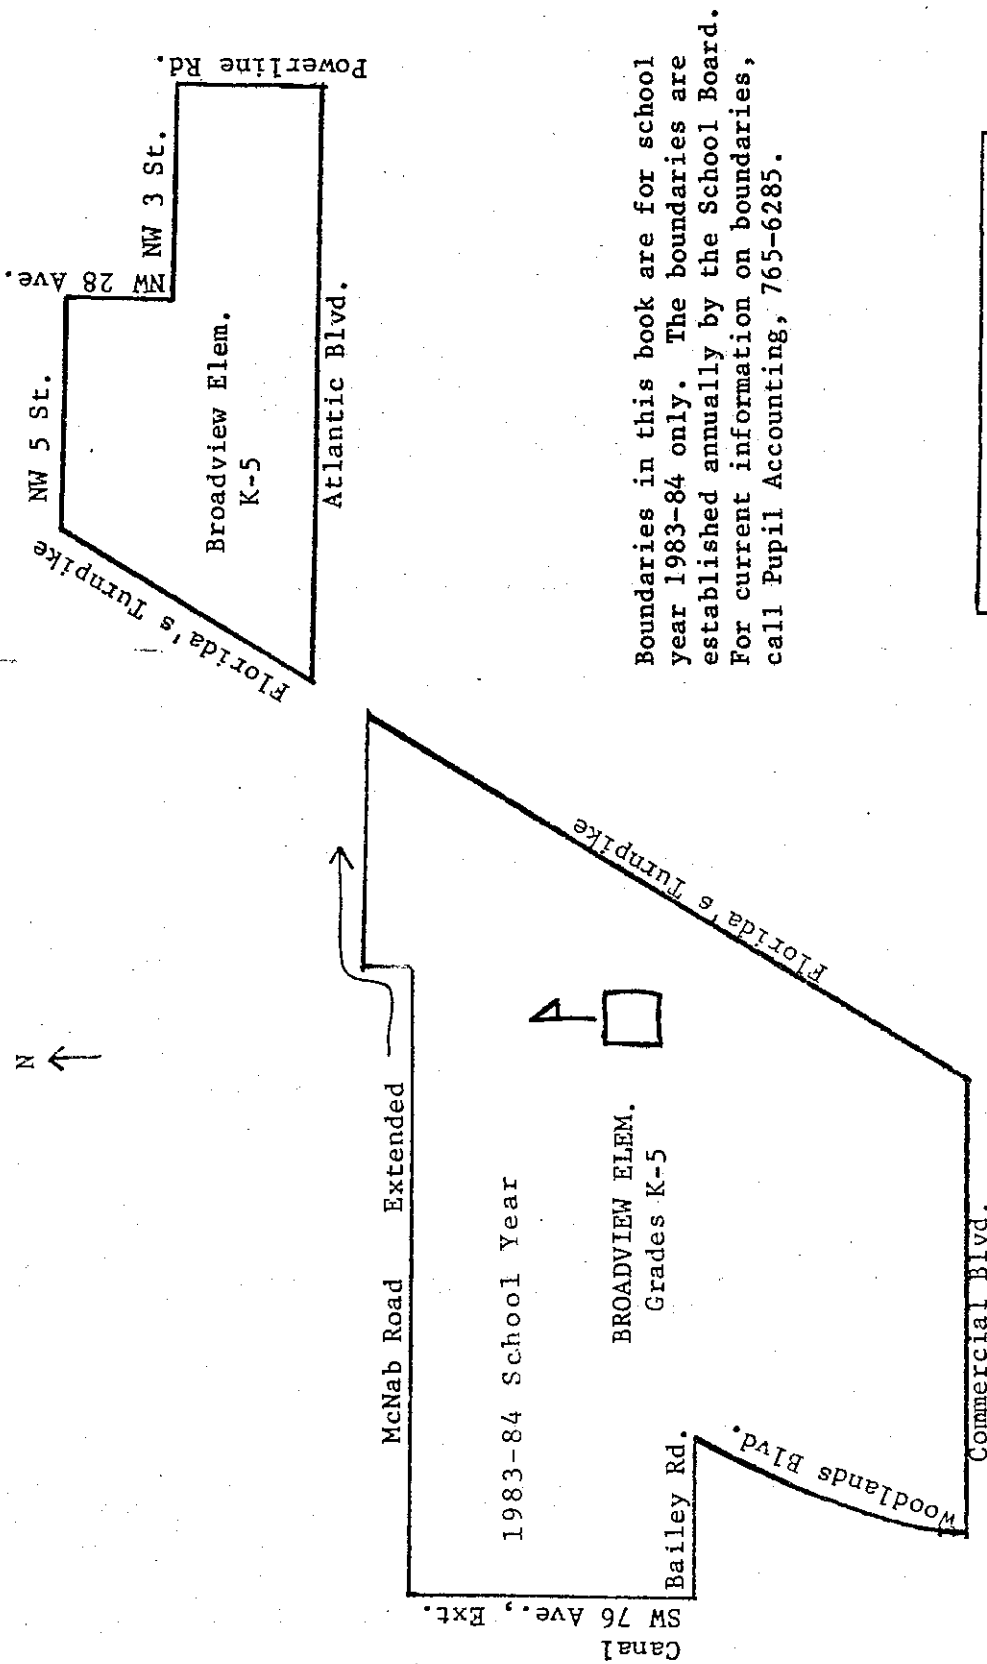 N
NW 5 St.
NW 28 Ave.
NW 3 St.
Powerline Rd.
Florida's Turnpike
Broadview Elem.
K-5
Atlantic Blvd.
McNab Road Extended
1983-84 School Year
BROADVIEW ELEM.
Grades K-5
Florida's Turnpike
Canal
SW 76 Ave., Ext.
Bailey Rd.
Woodlands Blvd.
Commercial Blvd.
Boundaries in this book are for school
year 1983-84 only. The boundaries are
established annually by the School Board.
For current information on boundaries,
call Pupil Accounting, 765-6285.